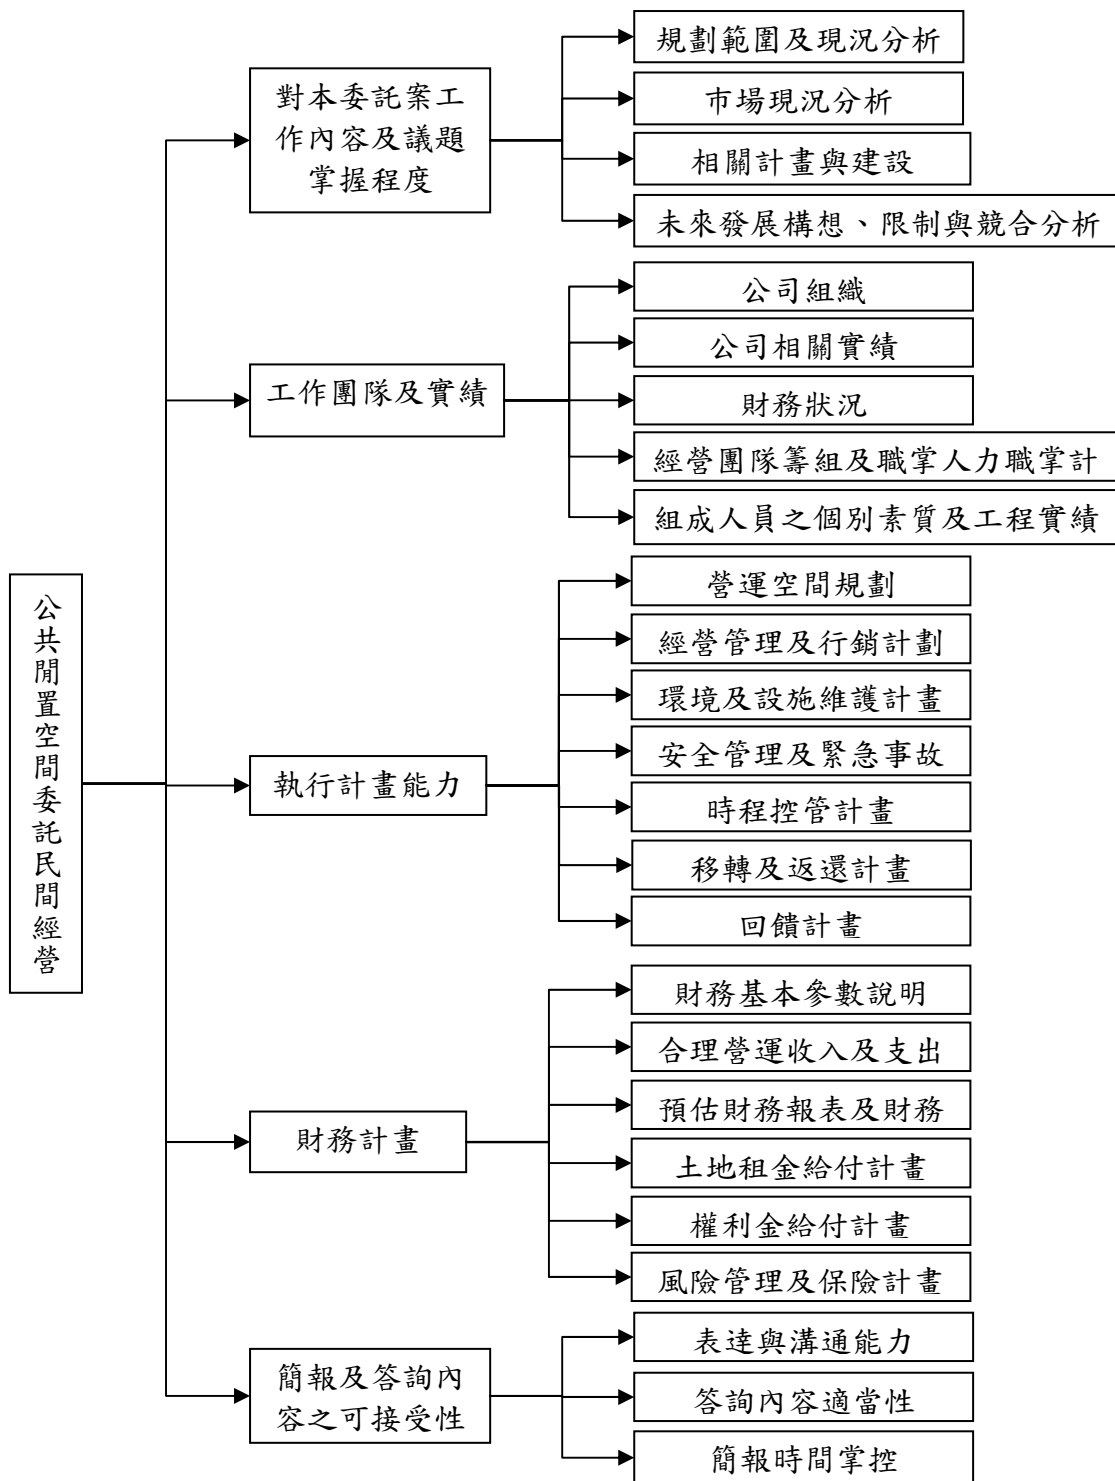 公共閒置空間委託民間經營
對本委託案工
作內容及議題
掌握程度
規劃範圍及現況分析
市場現況分析
相關計畫與建設
未來發展構想、限制與競合分析
工作團隊及實績
公司組織
公司相關實績
財務狀況
經營團隊籌組及職掌人力職掌計
組成人員之個別素質及工程實績
執行計畫能力
營運空間規劃
經營管理及行銷計劃
環境及設施維護計畫
安全管理及緊急事故
時程控管計畫
移轉及返還計畫
回饋計畫
財務計畫
財務基本參數說明
合理營運收入及支出
預估財務報表及財務
土地租金給付計畫
權利金給付計畫
風險管理及保險計畫
簡報及答詢內
容之可接受性
表達與溝通能力
答詢內容適當性
簡報時間掌控